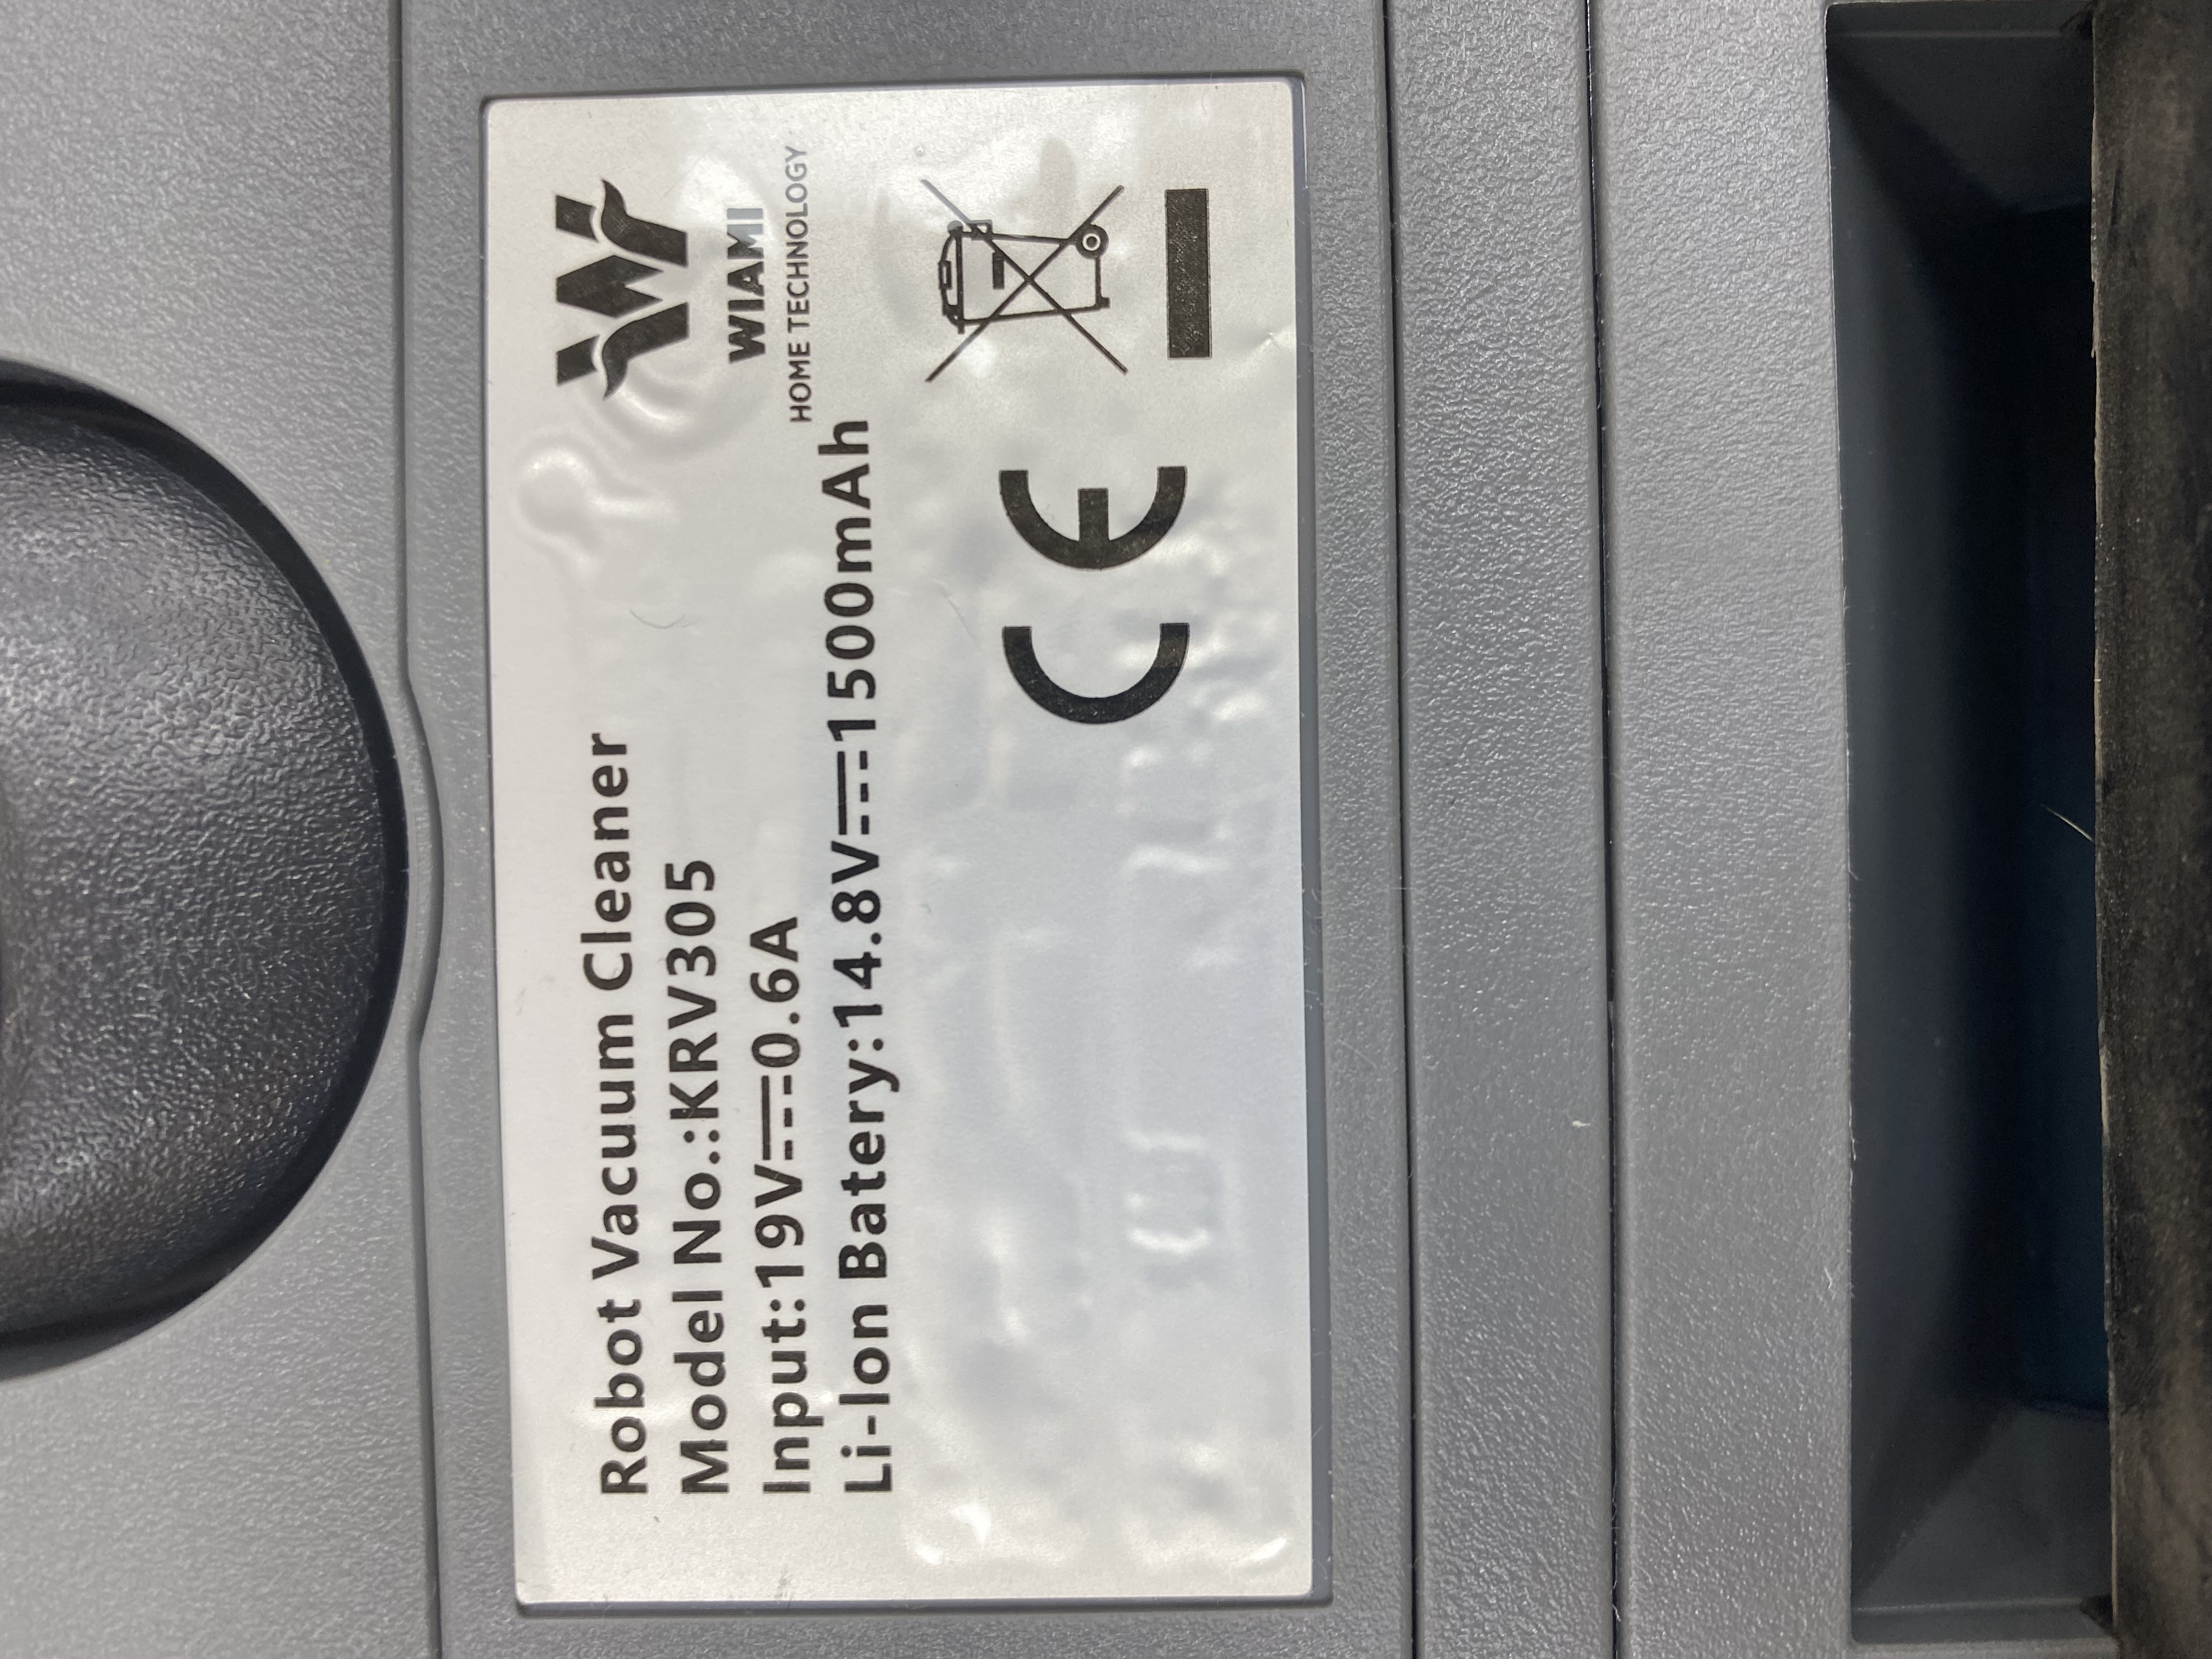 Robot Vacuum Cleaner
Model No.:KRV305
Input:19V⎓0.6A
Li-Ion Battery:14.8V⎓1500mAh
WIAMI
HOME TECHNOLOGY
CE